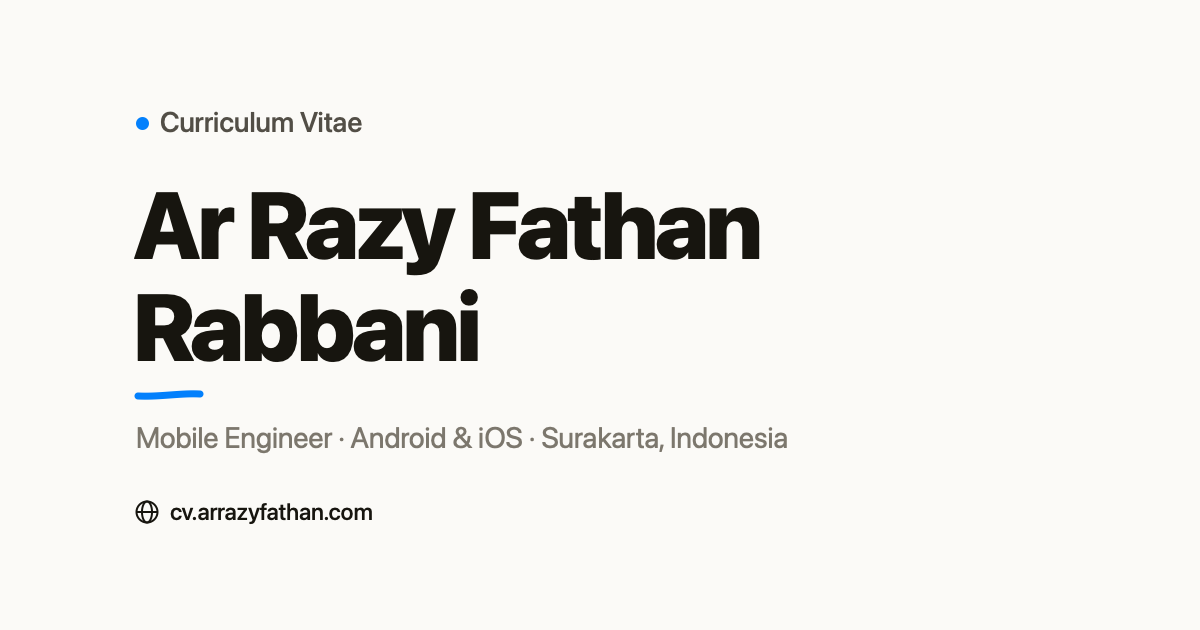 Curriculum Vitae
Ar Razy Fathan
Rabbani
Mobile Engineer · Android & iOS · Surakarta, Indonesia
cv.arrazyfathan.com